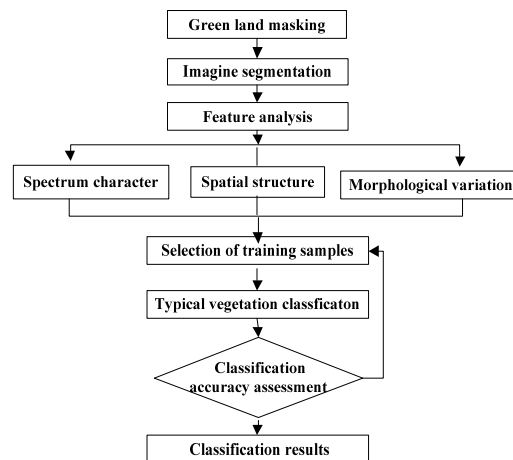 Green land masking
Imagine segmentation
Feature analysis
Spectrum character
Spatial structure
Morphological variation
Selection of training samples
Typical vegetation classficaton
Classification
accuracy assessment
Classification results